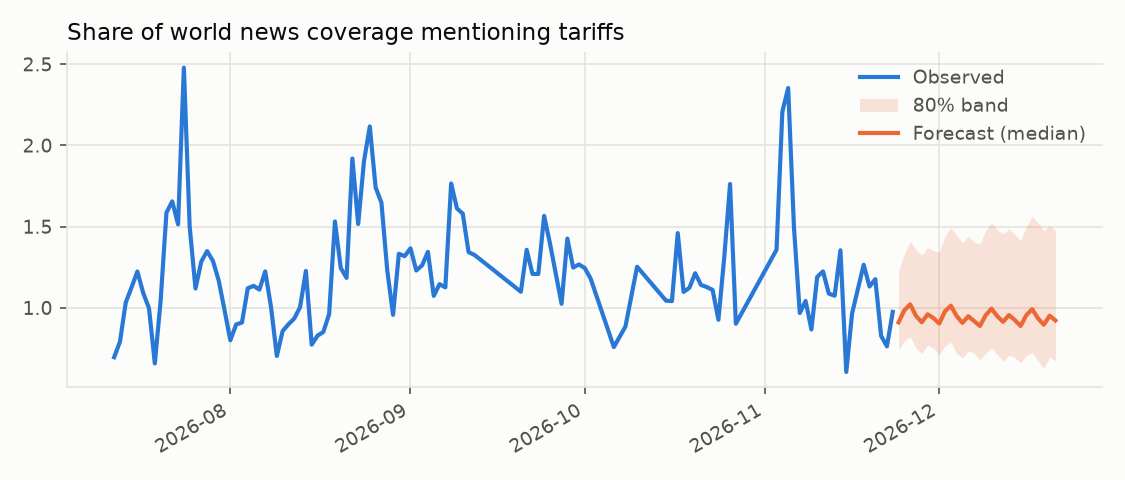 Share of world news coverage mentioning tariffs
2.5
2.0
1.5
1.0
Observed
80% band
Forecast (median)
2026-08
2026-09
2026-10
2026-11
2026-12